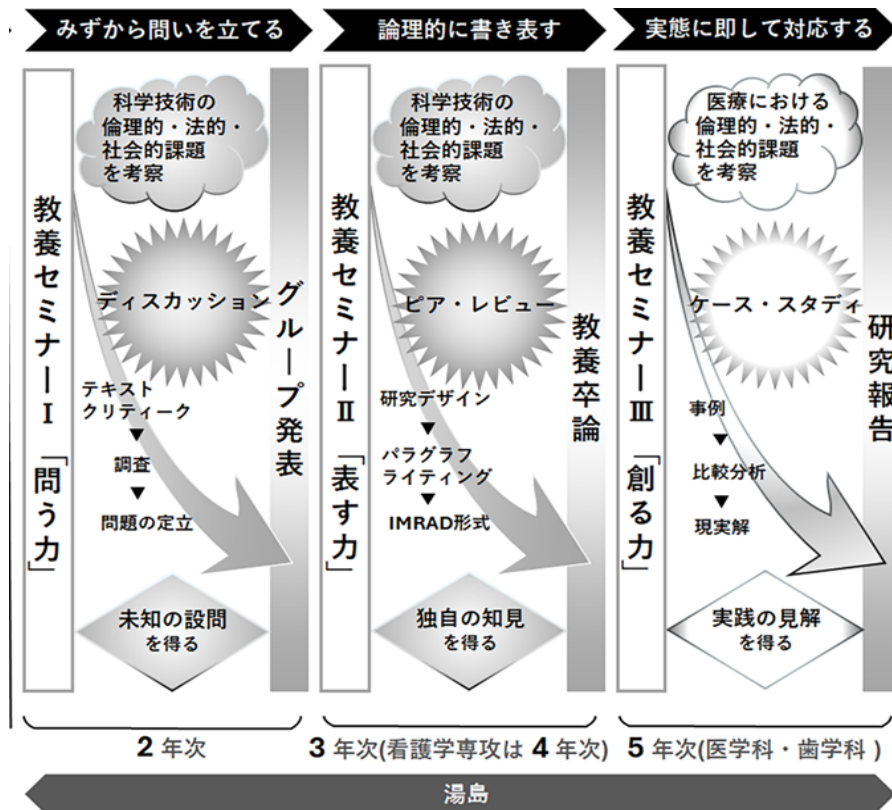 みずから問いを立てる
論理的に書き表す
実態に即して対応する
教養セミナーⅠ「問う力」
科学技術の
倫理的・法的・
社会的課題
を考察
ディスカッション
テキスト
クリティーク
▼
調査
▼
問題の定立
未知の設問
を得る
グループ発表
教養セミナーⅡ「表す力」
科学技術の
倫理的・法的・
社会的課題
を考察
ピア・レビュー
研究デザイン
▼
パラグラフ
ライティング
▼
IMRAD形式
独自の知見
を得る
教養卒論
教養セミナーⅢ「創る力」
医療における
倫理的・法的・
社会的課題
を考察
ケース・スタディ
事例
▼
比較分析
▼
現実解
実践の見解
を得る
研究報告
2 年次
3 年次(看護学専攻は 4 年次)
5 年次(医学科・歯学科 )
湯島